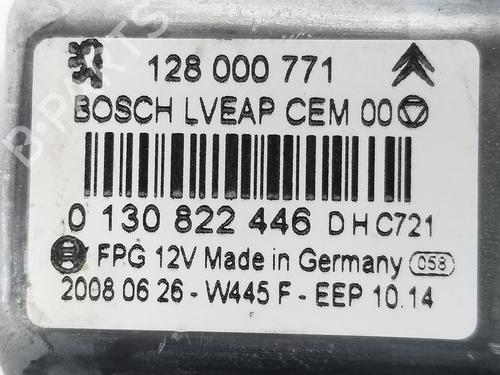 128 000 771
BOSCH LVEAP CEM 00
0 130 822 446 D H C721
FPG 12V Made in Germany 058
2008 06 26 - W445 F - EEP 10.14
B-PARTS